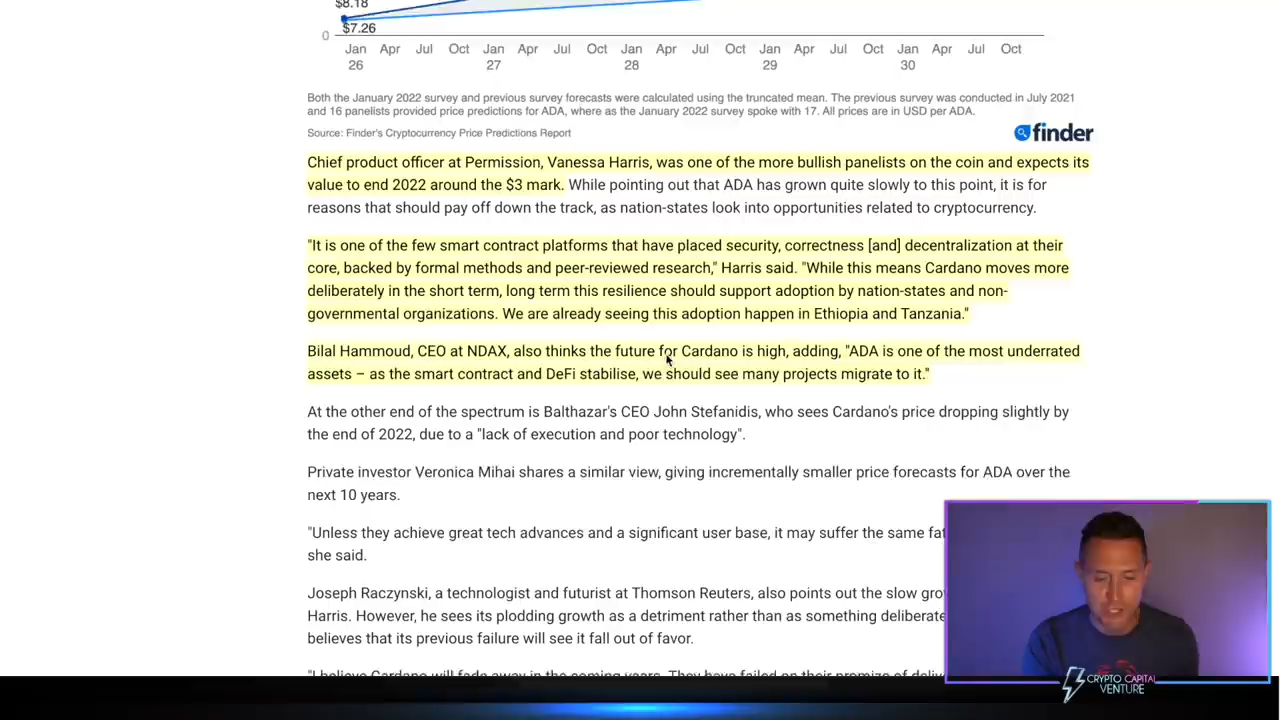 $8.18
$7.26
0
Jan Apr Jul Oct Jan Apr Jul Oct Jan Apr Jul Oct Jan Apr Jul Oct Jan Apr Jul Oct
26 27 28 29 30
Both the January 2022 survey and previous survey forecasts were calculated using the truncated mean. The previous survey was conducted in July 2021
and 16 panelists provided price predictions for ADA, where as the January 2022 survey spoke with 17. All prices are in USD per ADA.
Source: Finder's Cryptocurrency Price Predictions Report
finder
Chief product officer at Permission, Vanessa Harris, was one of the more bullish panelists on the coin and expects its
value to end 2022 around the $3 mark. While pointing out that ADA has grown quite slowly to this point, it is for
reasons that should pay off down the track, as nation-states look into opportunities related to cryptocurrency.
"It is one of the few smart contract platforms that have placed security, correctness [and] decentralization at their
core, backed by formal methods and peer-reviewed research," Harris said. "While this means Cardano moves more
deliberately in the short term, long term this resilience should support adoption by nation-states and non-
governmental organizations. We are already seeing this adoption happen in Ethiopia and Tanzania."
Bilal Hammoud, CEO at NDAX, also thinks the future for Cardano is high, adding, "ADA is one of the most underrated
assets – as the smart contract and DeFi stabilise, we should see many projects migrate to it."
At the other end of the spectrum is Balthazar's CEO John Stefanidis, who sees Cardano's price dropping slightly by
the end of 2022, due to a "lack of execution and poor technology".
Private investor Veronica Mihai shares a similar view, giving incrementally smaller price forecasts for ADA over the
next 10 years.
"Unless they achieve great tech advances and a significant user base, it may suffer the same
she said.
Joseph Raczynski, a technologist and futurist at Thomson Reuters, also points out the slow
Harris. However, he sees its plodding growth as a detriment rather than as something
believes that its previous failure will see it fall out of favor.
"I believe Cardano will fade away in the coming years. They have failed on their promise of
CRYPTO CAPITAL
VENTURE